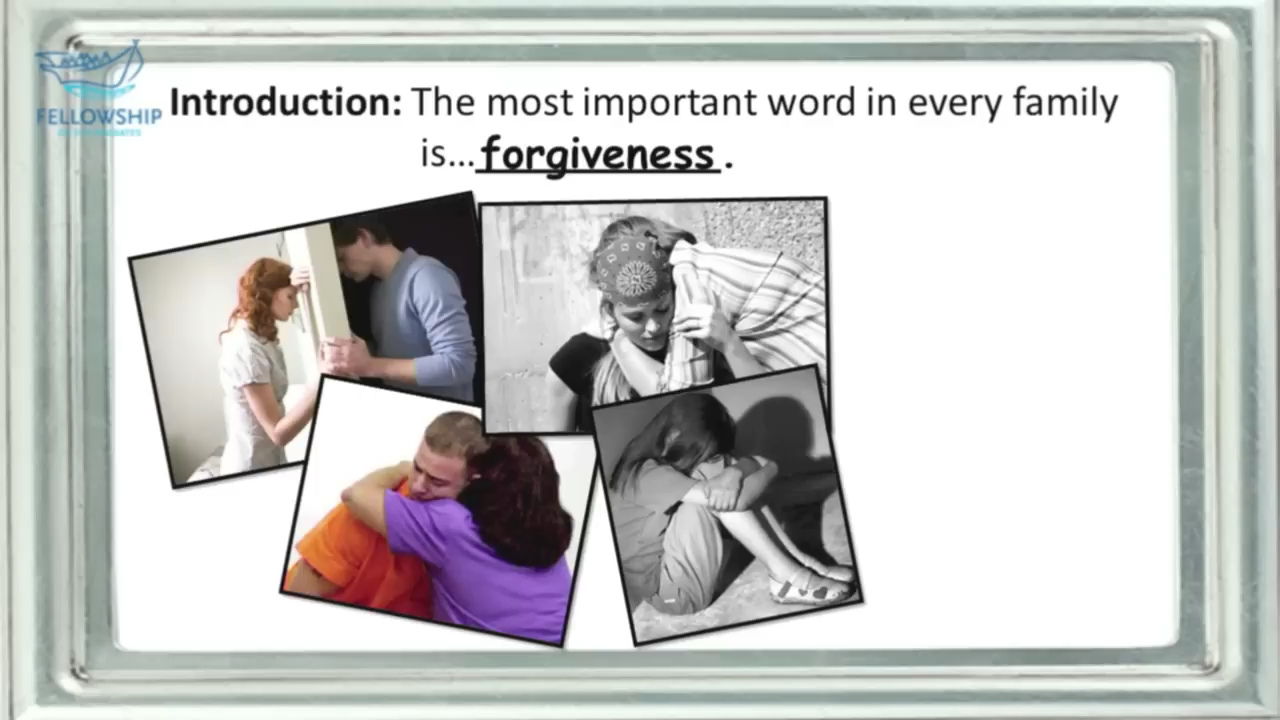 Introduction: The most important word in every family
is...forgiveness.
FELLOWSHIP